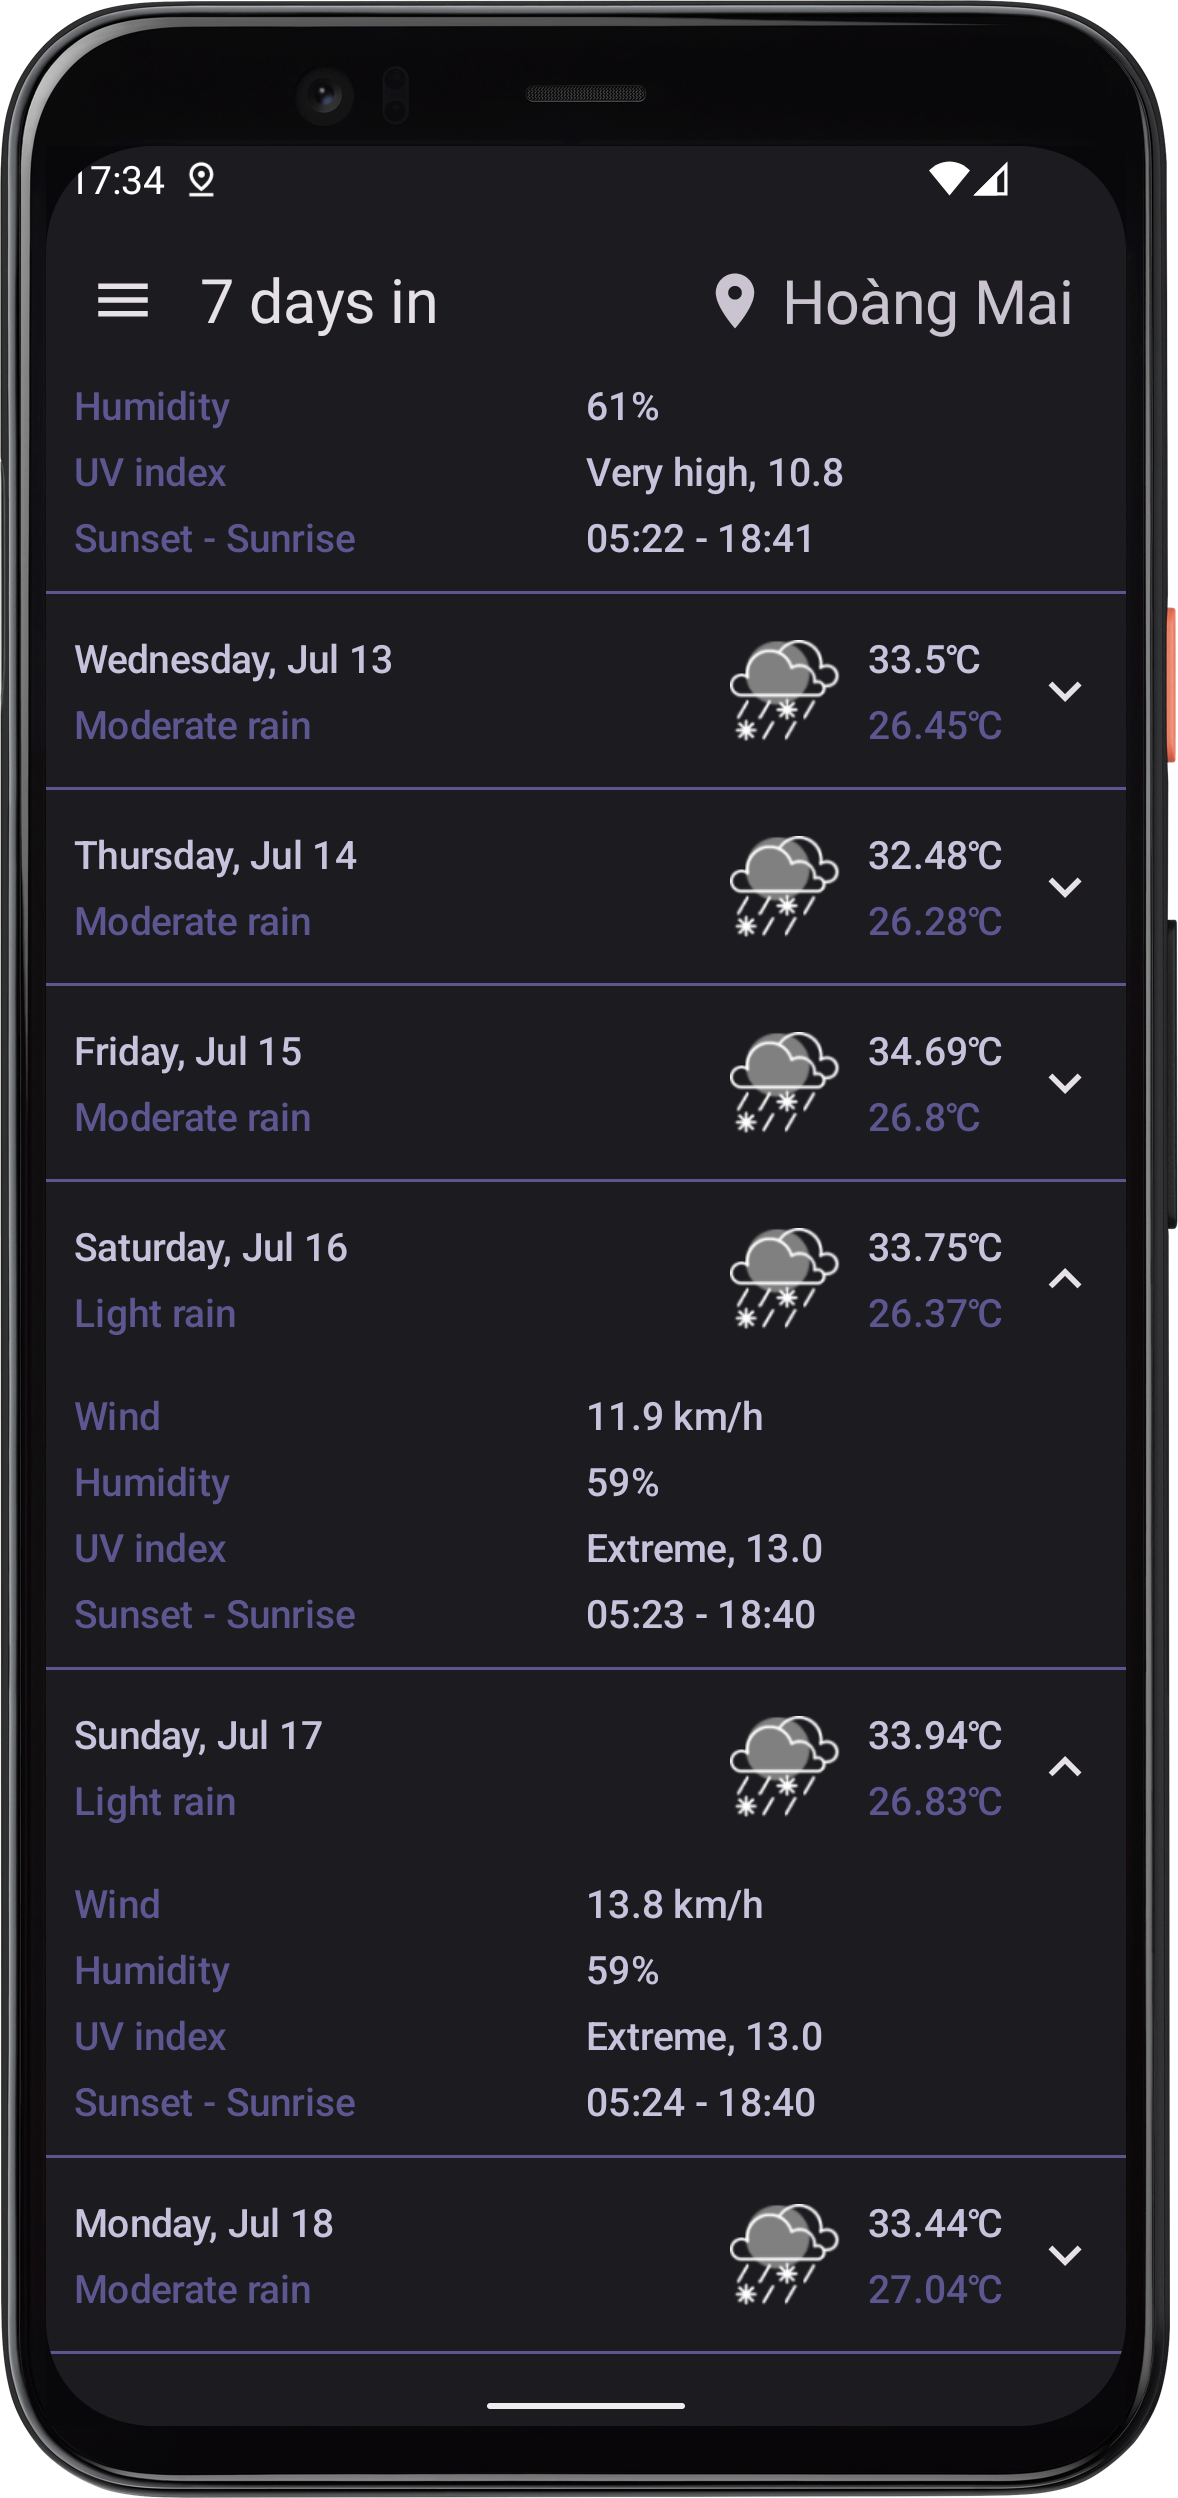 17:34
7 days in Hoàng Mai
Humidity 61%
UV index Very high, 10.8
Sunset - Sunrise 05:22 - 18:41
Wednesday, Jul 13 33.5°C
Moderate rain 26.45°C
Thursday, Jul 14 32.48°C
Moderate rain 26.28°C
Friday, Jul 15 34.69°C
Moderate rain 26.8°C
Saturday, Jul 16 33.75°C
Light rain 26.37°C
Wind 11.9 km/h
Humidity 59%
UV index Extreme, 13.0
Sunset - Sunrise 05:23 - 18:40
Sunday, Jul 17 33.94°C
Light rain 26.83°C
Wind 13.8 km/h
Humidity 59%
UV index Extreme, 13.0
Sunset - Sunrise 05:24 - 18:40
Monday, Jul 18 33.44°C
Moderate rain 27.04°C